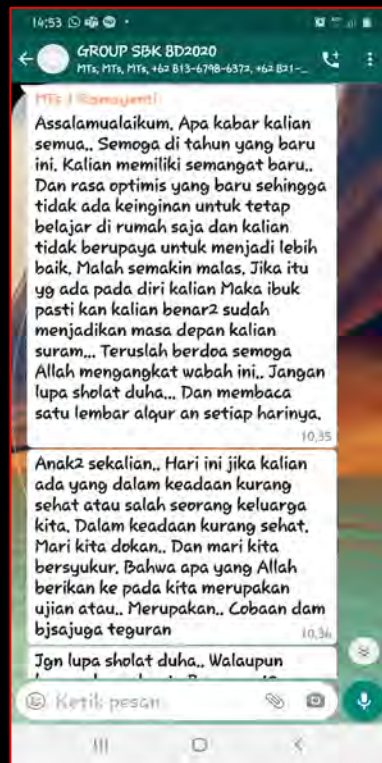 14:53
GROUP SBK BD2020
MTs, MTs, MTs, +62 813-6798-6372, +62 821-...
Assalamualaikum. Apa kabar kalian
semua.. Semoga di tahun yang baru
ini. Kalian memiliki semangat baru..
Dan rasa optimis yang baru sehingga
tidak ada keinginan untuk tetap
belajar di rumah saja dan kalian
tidak berupaya untuk menjadi lebih
baik. Malah semakin malas. Jika itu
yg ada pada diri kalian Maka ibuk
pasti kan kalian benar2 sudah
menjadikan masa depan kalian
suram... Teruslah berdoa semoga
Allah mengangkat wabah ini.. Jangan
lupa sholat duha... Dan membaca
satu lembar alqur an setiap harinya.
10.35
Anak2 sekalian.. Hari ini jika kalian
ada yang dalam keadaan kurang
sehat atau salah seorang keluarga
kita. Dalam keadaan kurang sehat.
Mari kita dokan.. Dan mari kita
bersyukur. Bahwa apa yang Allah
berikan ke pada kita merupakan
ujian atau.. Merupakan.. Cobaan dam
bjsajuga teguran
10.36
Jgn lupa sholat duha.. Walaupun
Ketik pesan